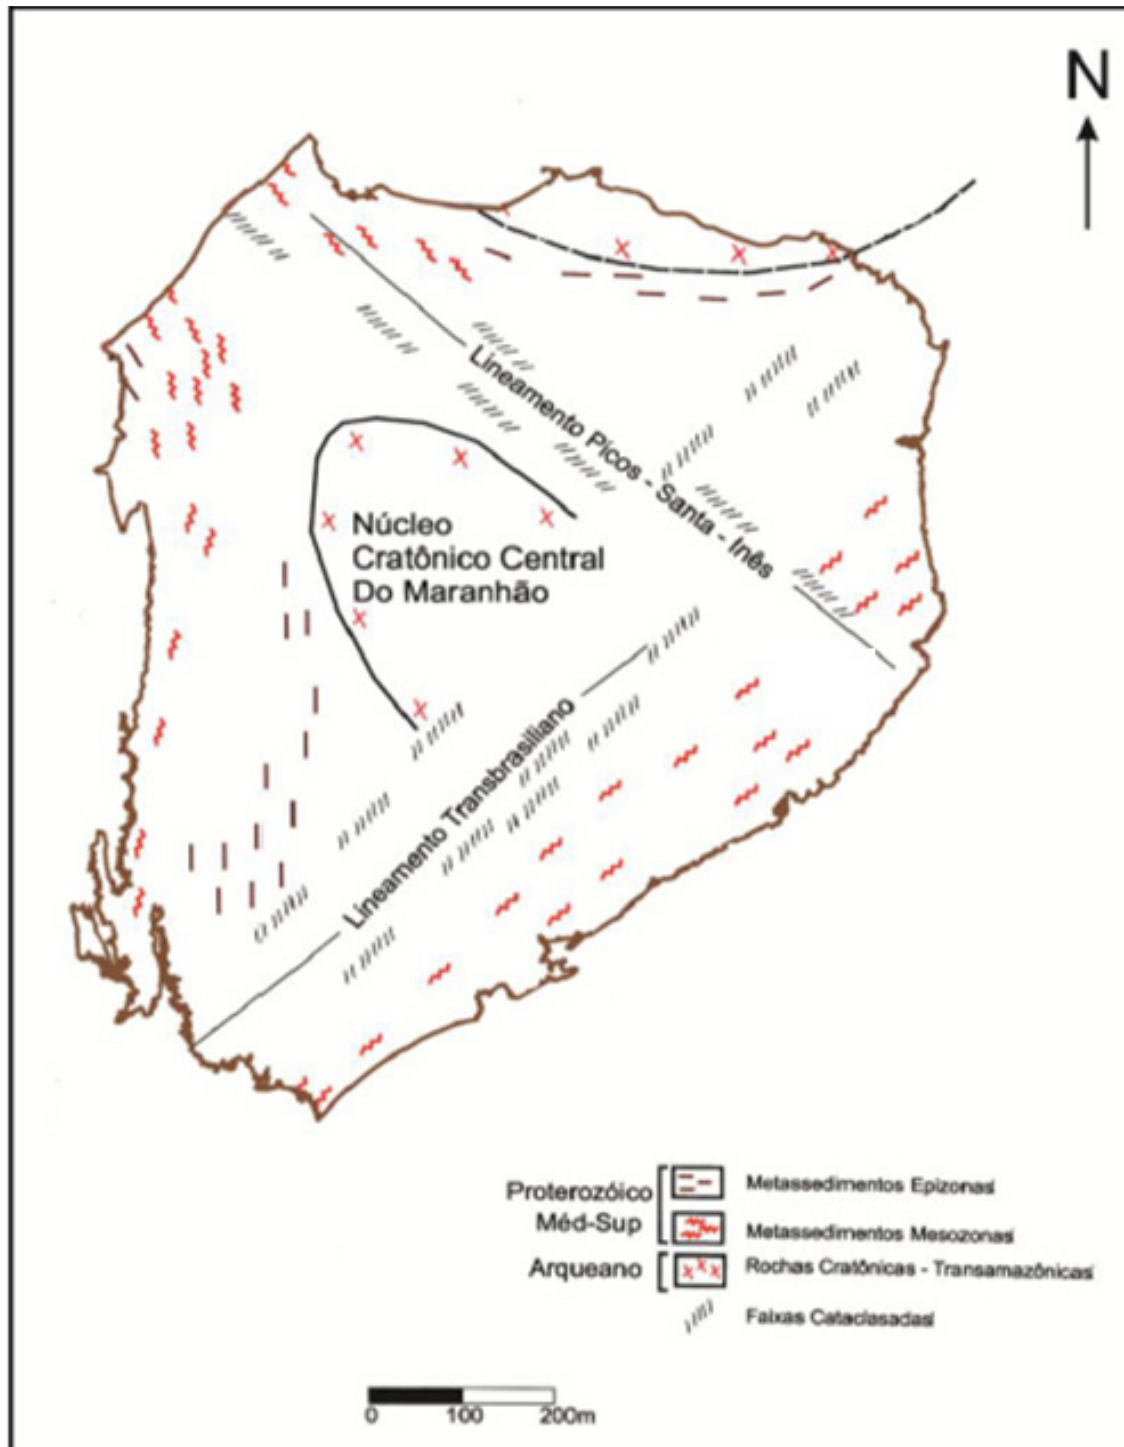 N
Lineamento Picos - Santa - Inês
Núcleo
Cratônico Central
Do Maranhão
Lineamento Transbrasiliano
Proterozóico
Méd-Sup
Metassedimentos Epizonas
Metassedimentos Mesozonas
Arqueano
Rochas Cratônicas - Transamazônicas
Faixas Cataclasadas
0 100 200m